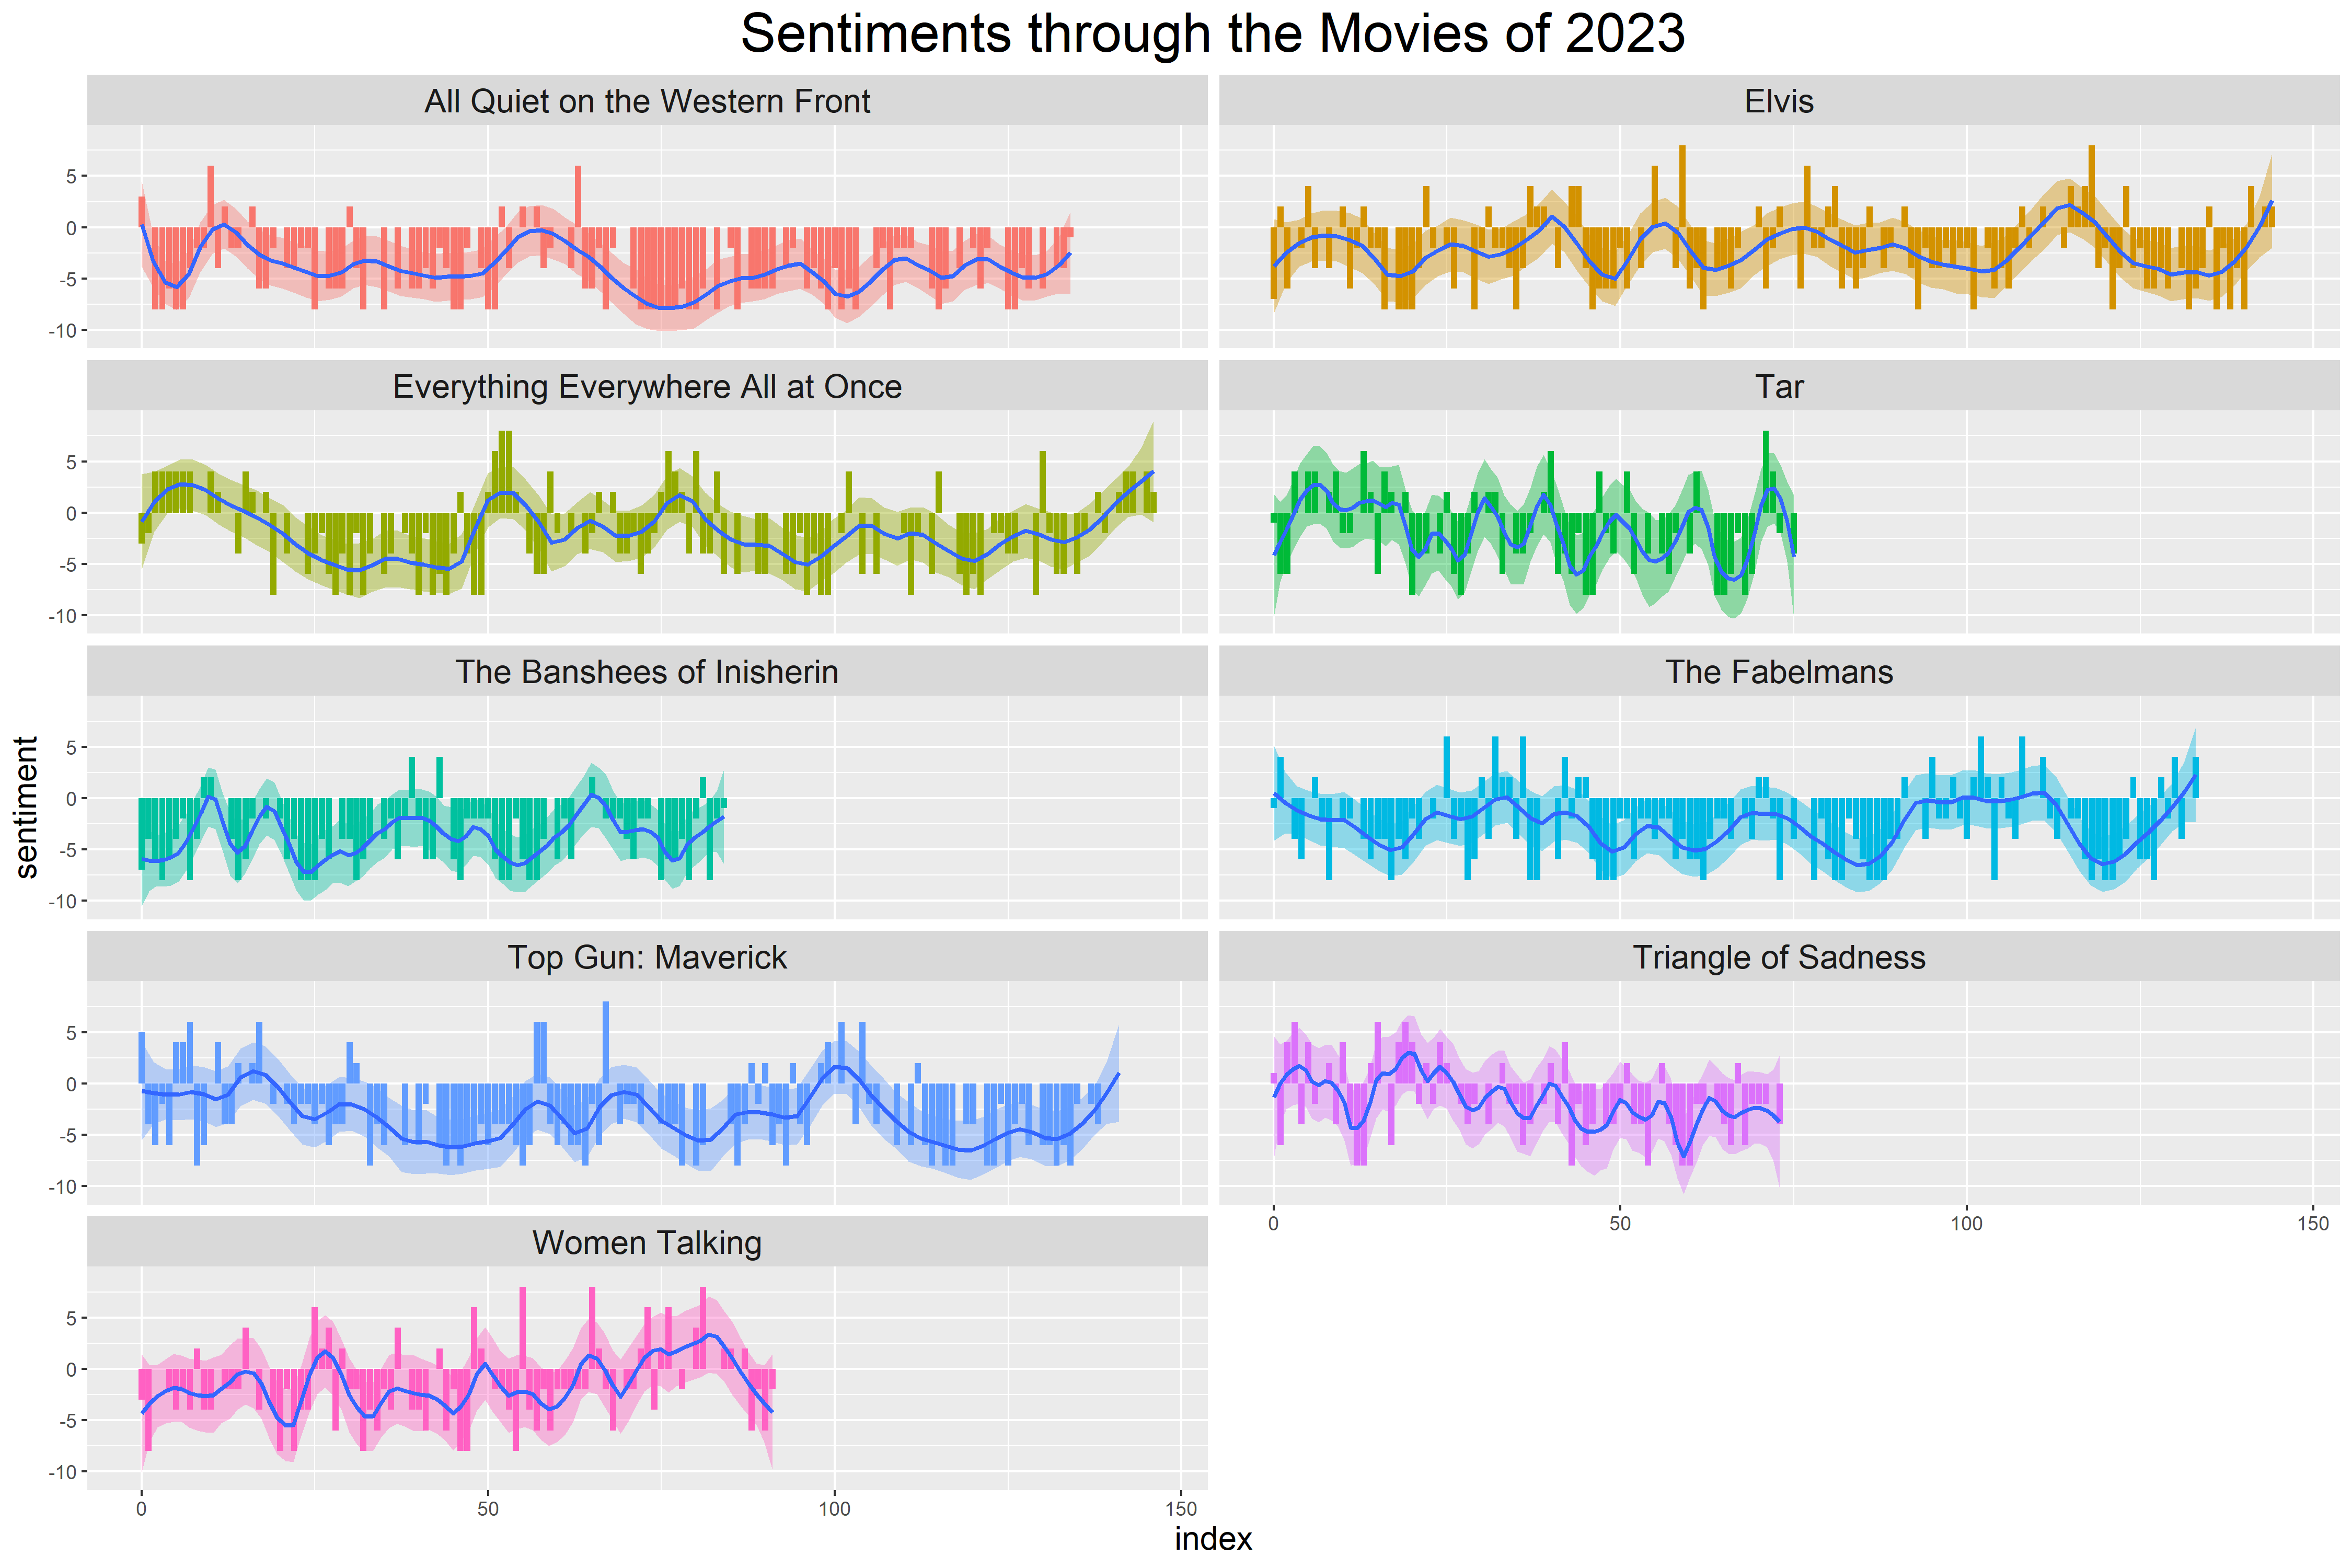 Sentiments through the Movies of 2023
All Quiet on the Western Front
Elvis
5
0
-5
-10
Everything Everywhere All at Once
Tar
5
0
-5
-10
The Banshees of Inisherin
The Fabelmans
5
0
-5
-10
sentiment
Top Gun: Maverick
Triangle of Sadness
5
0
-5
-10
0 50 100 150
Women Talking
5
0
-5
-10
0 50 100 150
index